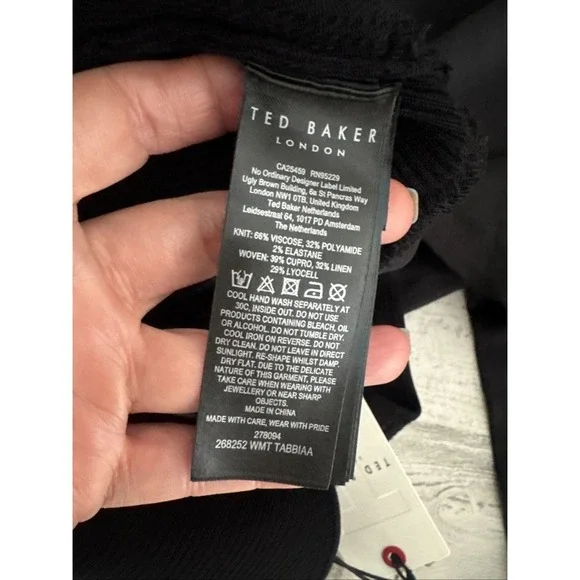 TED BAKER
LONDON
CA25459 RN95229
No Ordinary Designer Label Limited
Ugly Brown Building, 6a St Pancras Way
London NW1 0TB, United Kingdom
Ted Baker Netherlands
Leidsestraat 64, 1017 PD Amsterdam
The Netherlands
KNIT: 66% VISCOSE, 32% POLYAMIDE
2% ELASTANE
WOVEN: 39% CUPRO, 32% LINEN
29% LYOCELL
COOL HAND WASH SEPARATELY AT
30C, INSIDE OUT. DO NOT USE
PRODUCTS CONTAINING BLEACH, OIL
OR ALCOHOL. DO NOT TUMBLE DRY.
COOL IRON ON REVERSE. DO NOT
DRY CLEAN. DO NOT LEAVE IN DIRECT
SUNLIGHT. RE-SHAPE WHILST DAMP.
DRY FLAT. DUE TO THE DELICATE
NATURE OF THIS GARMENT, PLEASE
TAKE CARE WHEN WEARING WITH
JEWELLERY OR NEAR SHARP
OBJECTS.
MADE IN CHINA
MADE WITH CARE, WEAR WITH PRIDE
278094
268252 WMT TABBIAA
TED